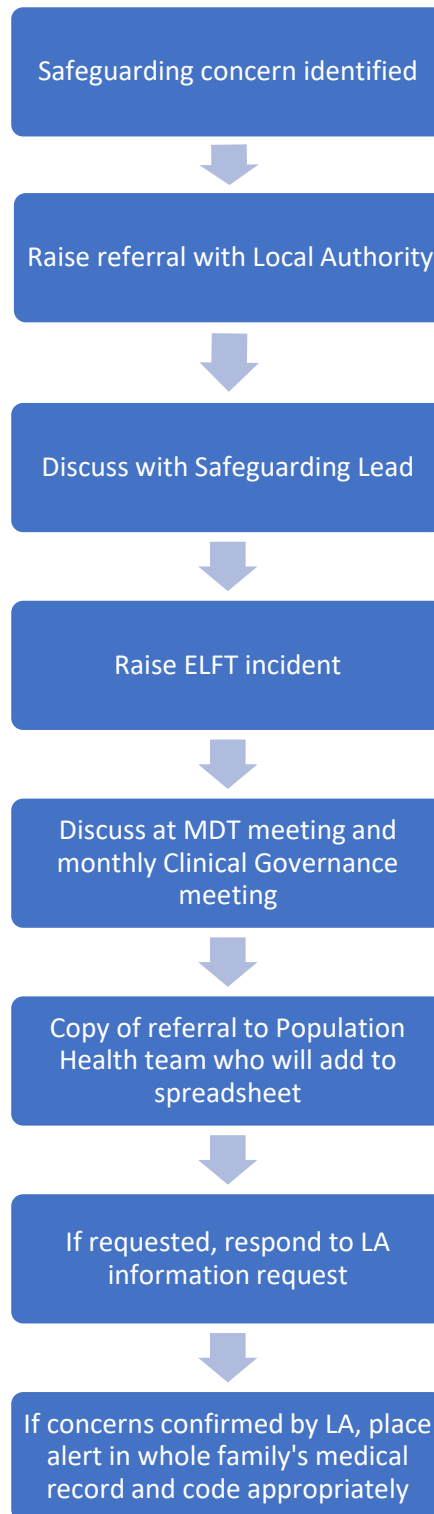 Safeguarding concern identified
Raise referral with Local Authority
Discuss with Safeguarding Lead
Raise ELFT incident
Discuss at MDT meeting and
monthly Clinical Governance
meeting
Copy of referral to Population
Health team who will add to
spreadsheet
If requested, respond to LA
information request
If concerns confirmed by LA, place
alert in whole family's medical
record and code appropriately